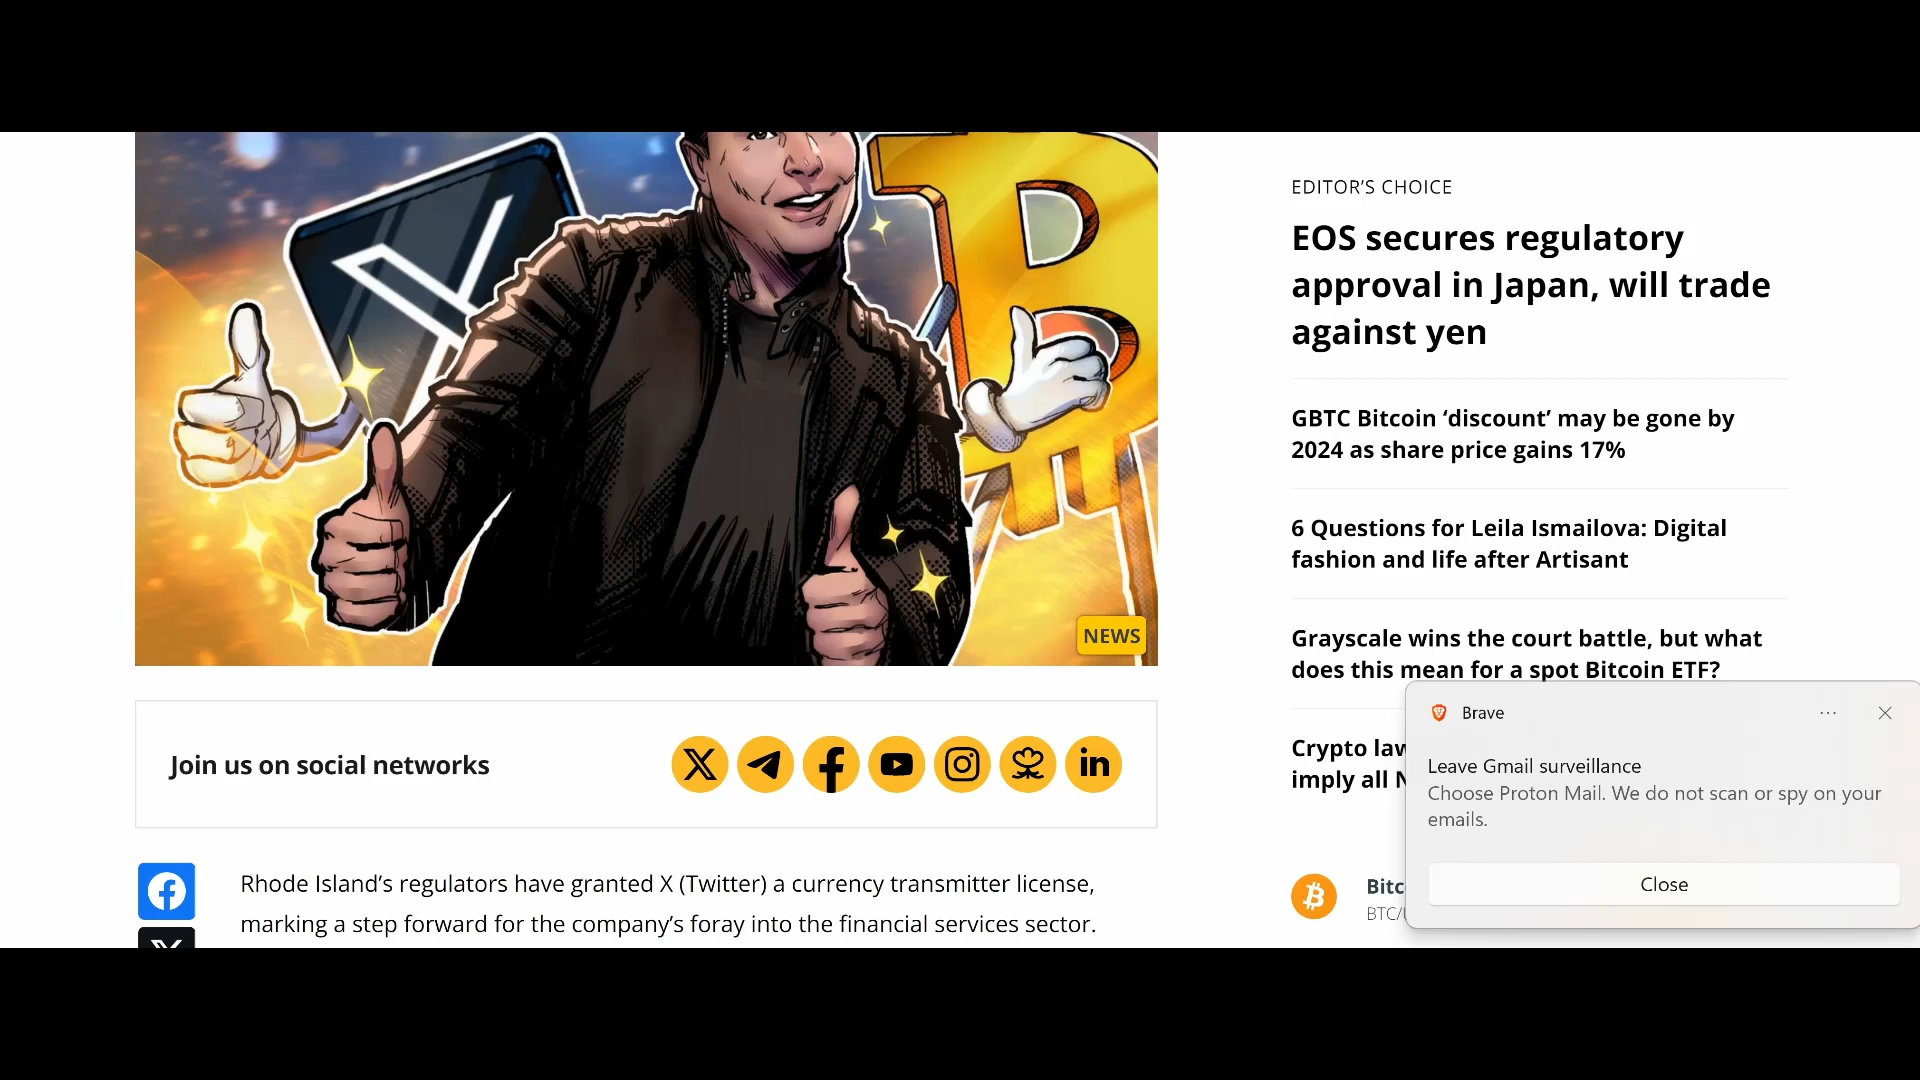 EDITOR’S CHOICE
EOS secures regulatory
approval in Japan, will trade
against yen
GBTC Bitcoin ‘discount’ may be gone by
2024 as share price gains 17%
6 Questions for Leila Ismailova: Digital
fashion and life after Artisant
Grayscale wins the court battle, but what
does this mean for a spot Bitcoin ETF?
Crypto law
imply all N
NEWS
Join us on social networks
in
Rhode Island’s regulators have granted X (Twitter) a currency transmitter license,
marking a step forward for the company’s foray into the financial services sector.
Bitc
BTC/
Brave
Leave Gmail surveillance
Choose Proton Mail. We do not scan or spy on your
emails.
Close